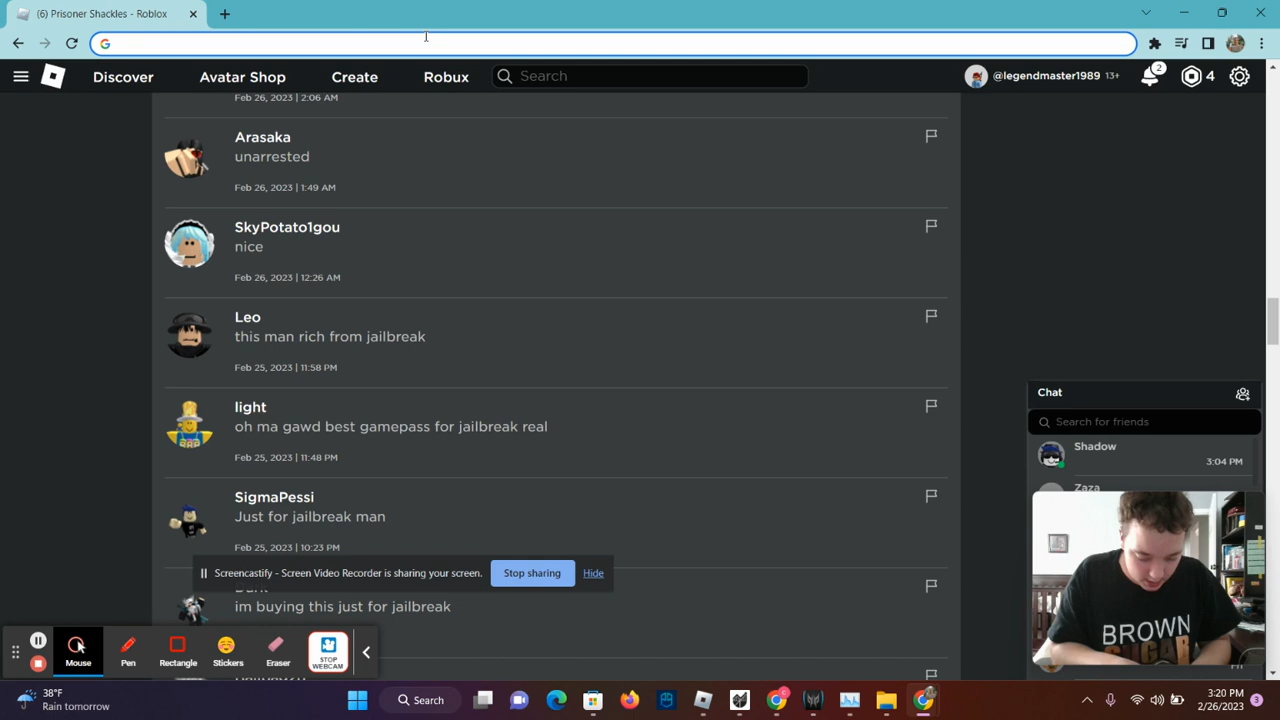 (6) Prisoner Shackles - Roblox
Discover
Avatar Shop
Create
Robux
Search
@legendmaster1989 13+
2
4
Feb 26, 2023 | 2:06 AM
Arasaka
unarrested
Feb 26, 2023 | 1:49 AM
SkyPotato1gou
nice
Feb 26, 2023 | 12:26 AM
Leo
this man rich from jailbreak
Feb 25, 2023 | 11:58 PM
light
oh ma gawd best gamepass for jailbreak real
Feb 25, 2023 | 11:48 PM
SigmaPessi
Just for jailbreak man
Feb 25, 2023 | 10:23 PM
im buying this just for jailbreak
Chat
Search for friends
Shadow
3:04 PM
Zaza
BROWN
SUGAR
Screencastify - Screen Video Recorder is sharing your screen.
Stop sharing
Hide
Mouse
Pen
Rectangle
Stickers
Eraser
STOP
WEBCAM
38°F
Rain tomorrow
Search
3:20 PM
2/26/2023
3